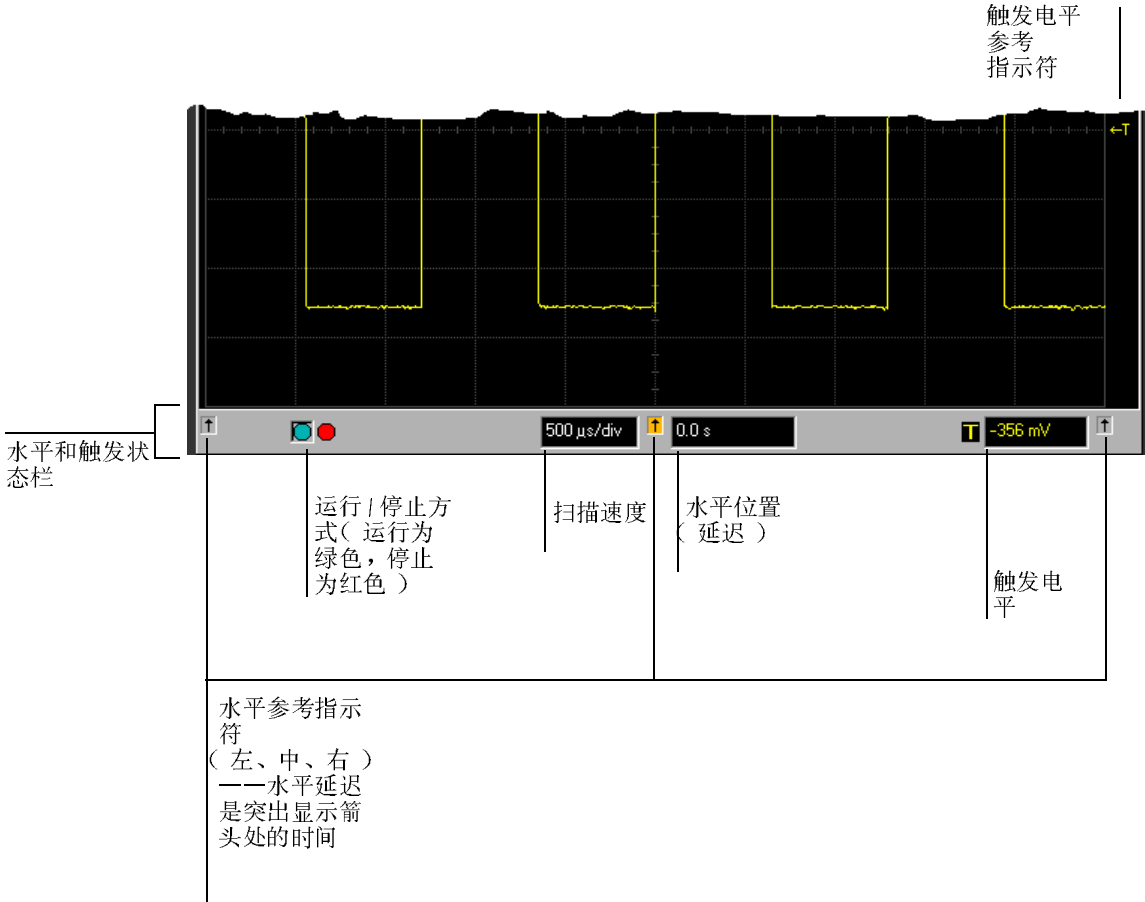 触发电平
参考
指示符
←T
500 μs/div
0.0 s
T
-356 mV
水平和触发状
态栏
运行/停止方
式( 运行为
绿色，停止
为红色 )
扫描速度
水平位置
( 延迟 )
触发电
平
水平参考指示
符
( 左、中、右 )
——水平延迟
是突出显示箭
头处的时间